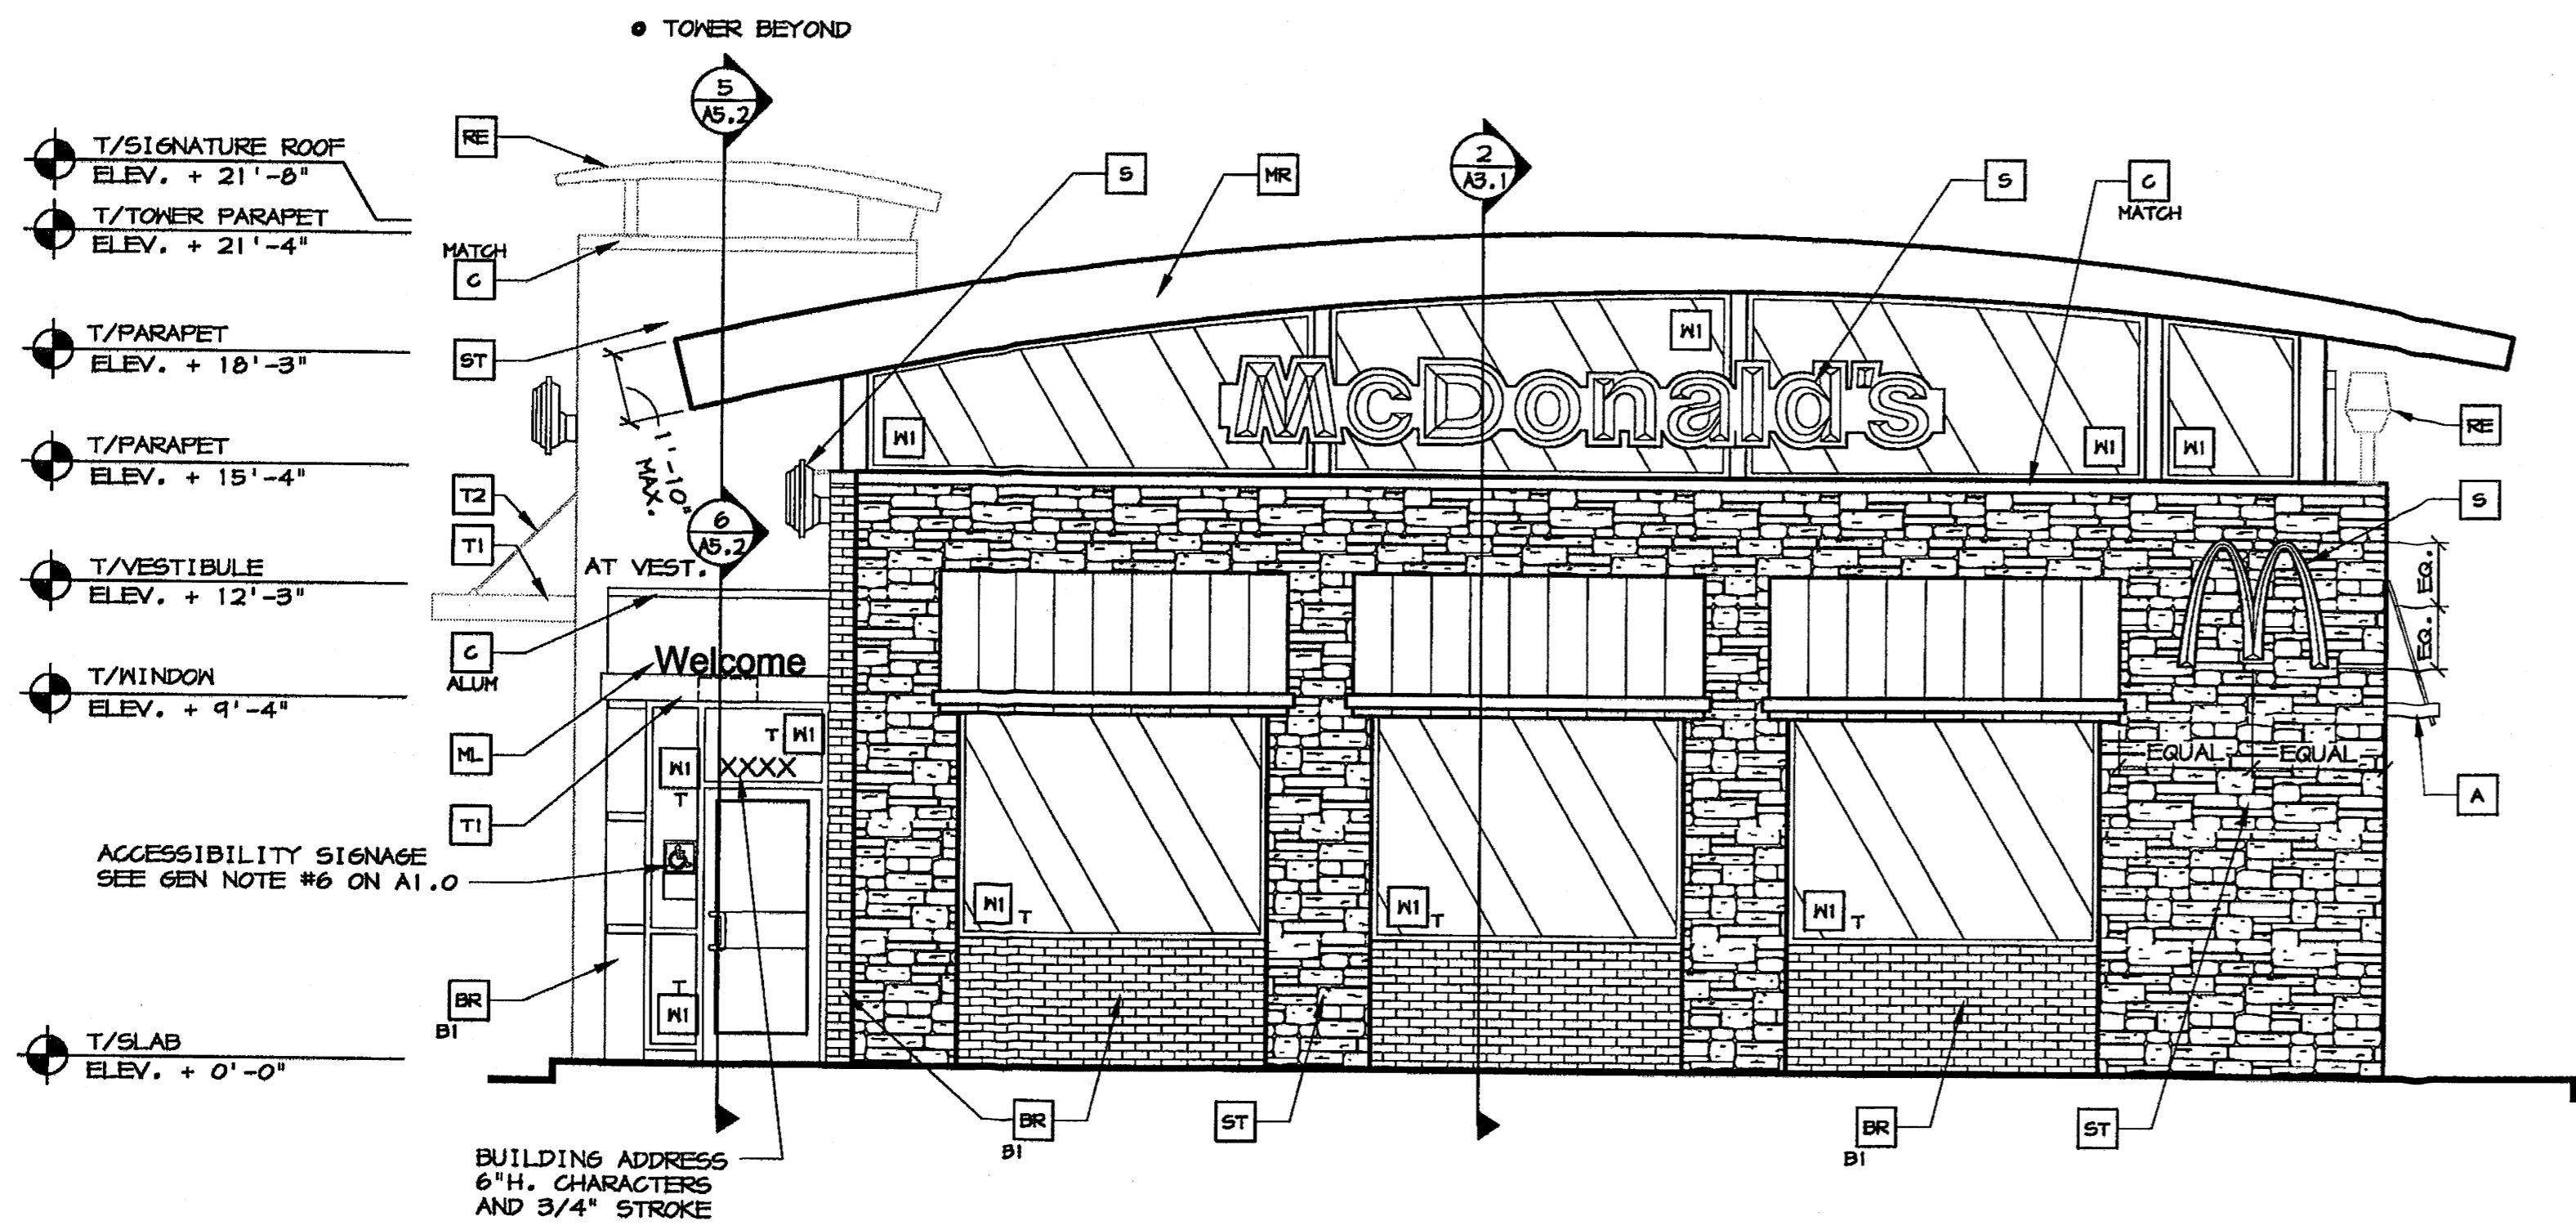 • TOWER BEYOND
5
A5.2
T/SIGNATURE ROOF
ELEV. + 21'-8"
T/TOWER PARAPET
ELEV. + 21'-4"
T/PARAPET
ELEV. + 18'-3"
T/PARAPET
ELEV. + 15'-4"
T/VESTIBULE
ELEV. + 12'-3"
T/WINDOW
ELEV. + 9'-4"
T/SLAB
ELEV. + 0'-0"
RE
MATCH
C
ST
T2
T1
C
ALUM
ML
T1
ACCESSIBILITY SIGNAGE
SEE GEN NOTE #6 ON A1.0
BR
B1
1'-10"
MAX.
6
A5.2
AT VEST.
Welcome
W1
T
T W1
XXXX
T
W1
BUILDING ADDRESS
6"H. CHARACTERS
AND 3/4" STROKE
S
MR
2
A3.1
S
C
MATCH
W1
McDonald's
W1
W1
W1
RE
S
EQ.
EQ.
EQUAL
EQUAL
A
W1 T
W1 T
W1 T
BR
B1
ST
BR
B1
ST